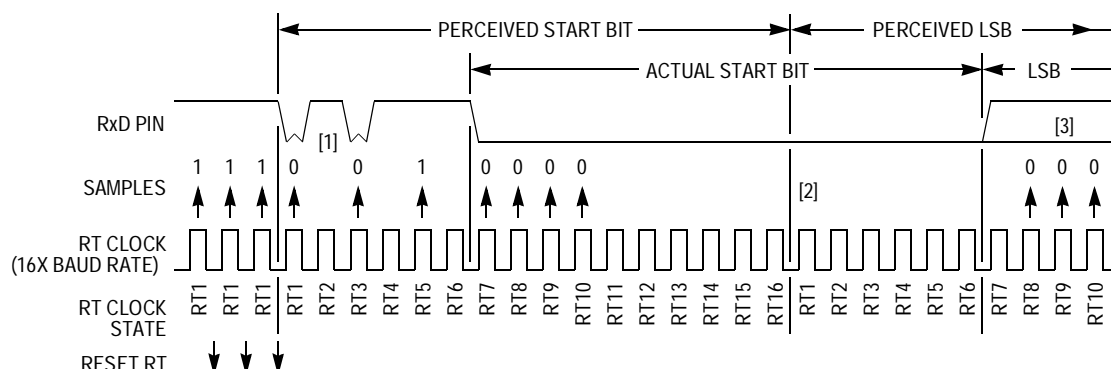 PERCEIVED START BIT PERCEIVED LSB
ACTUAL START BIT LSB
RxD PIN [1] [3]
1 1 1 0 0 1 0 0 0 0 0 0 0
SAMPLES [2]
RT CLOCK
(16X BAUD RATE)
RT1 RT1 RT1 RT1 RT2 RT3 RT4 RT5 RT6 RT7 RT8 RT9 RT10 RT11 RT12 RT13 RT14 RT15 RT16 RT1 RT2 RT3 RT4 RT5 RT6 RT7 RT8 RT9 RT10
RT CLOCK
STATE
RESET RT